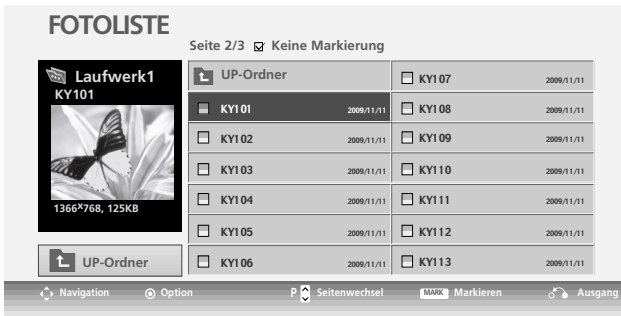 FOTOLISTE
Seite 2/3 Keine Markierung
Laufwerk1
KY101
1366x768, 125KB
UP-Ordner
UP-Ordner
KY101 2009/11/11
KY102 2009/11/11
KY103 2009/11/11
KY104 2009/11/11
KY105 2009/11/11
KY106 2009/11/11
KY107 2009/11/11
KY108 2009/11/11
KY109 2009/11/11
KY110 2009/11/11
KY111 2009/11/11
KY112 2009/11/11
KY113 2009/11/11
Navigation Option P Seitenwechsel MARK Markieren Ausgang